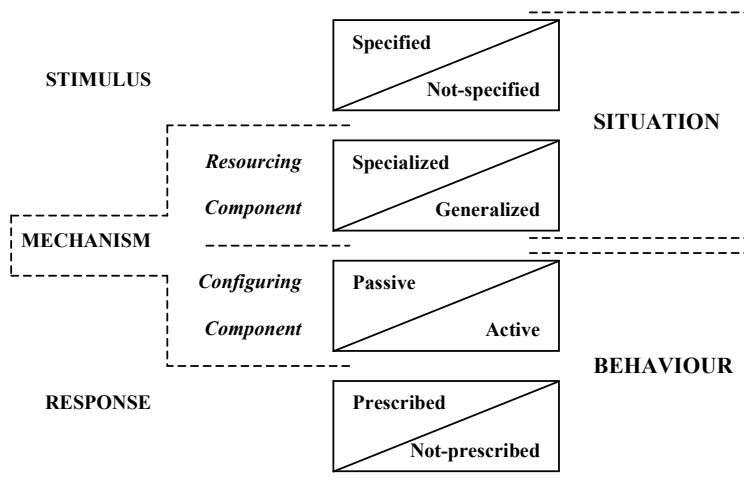 Specified
STIMULUS
Not-specified
SITUATION
Resourcing
Specialized
Component
Generalized
MECHANISM
Configuring
Passive
Component
Active
BEHAVIOUR
RESPONSE
Prescribed
Not-prescribed